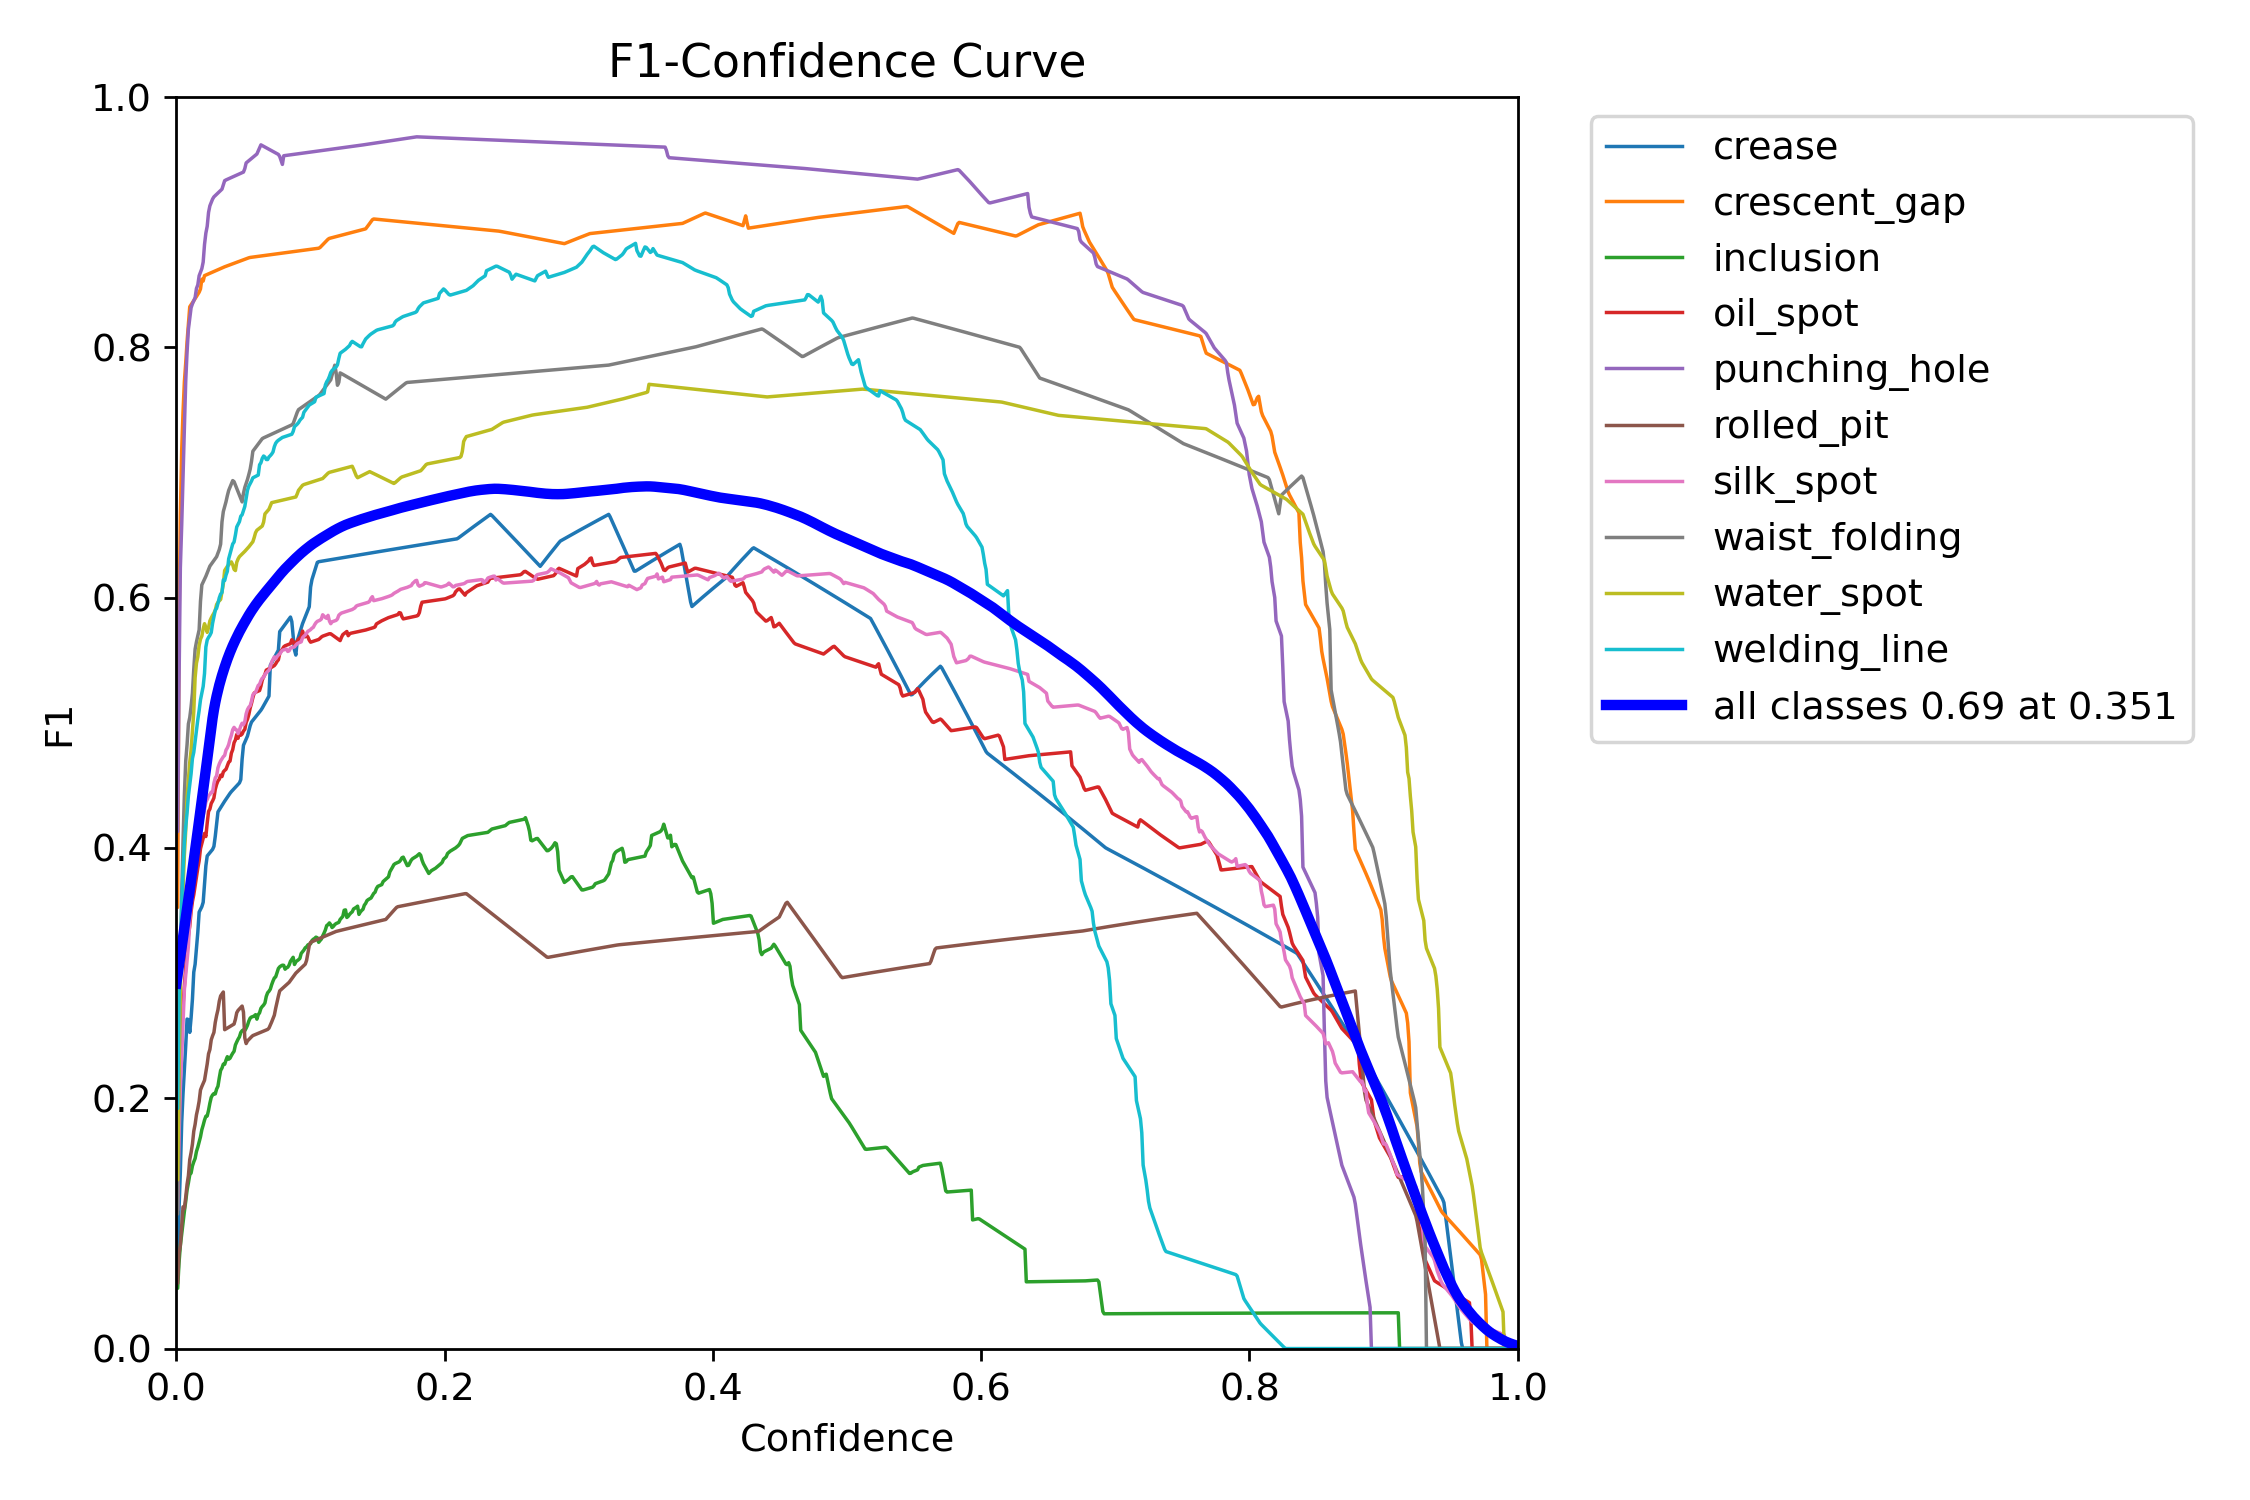 F1-Confidence Curve
1.0
0.8
0.6
0.4
0.2
0.0
F1
0.0 0.2 0.4 0.6 0.8 1.0
Confidence
crease
crescent_gap
inclusion
oil_spot
punching_hole
rolled_pit
silk_spot
waist_folding
water_spot
welding_line
all classes 0.69 at 0.351